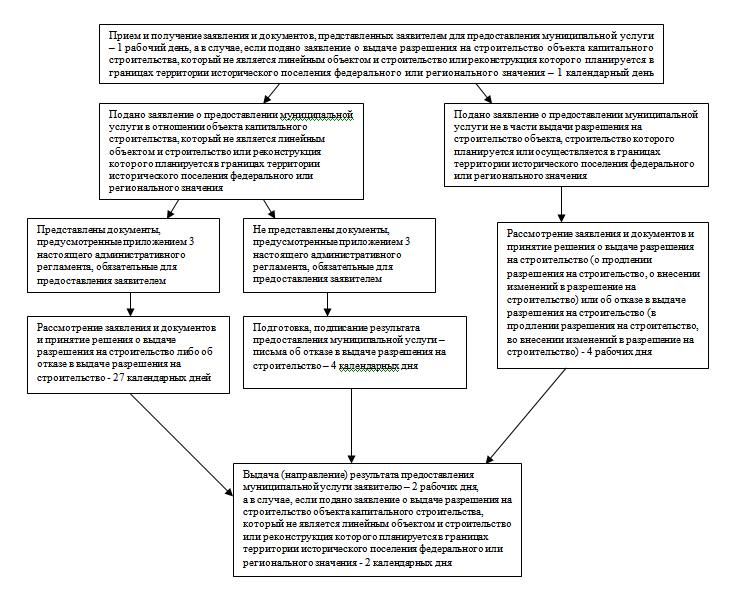 Прием и получение заявления и документов, представленных заявителем для предоставления муниципальной услуги
– 1 рабочий день, а в случае, если подано заявление о выдаче разрешения на строительство объекта капитального
строительства, который не является линейным объектом и строительство или реконструкция которого планируется в
границах территории исторического поселения федерального или регионального значения – 1 календарный день
Подано заявление о предоставлении муниципальной
услуги в отношении объекта капитального
строительства, который не является линейным
объектом и строительство или реконструкция
которого планируется в границах территории
исторического поселения федерального или
регионального значения
Подано заявление о предоставлении муниципальной
услуги не в части выдачи разрешения на
строительство объекта, строительство которого
планируется или осуществляется в границах
территории исторического поселения федерального
или регионального значения
Представлены документы,
предусмотренные приложением 3
настоящего административного
регламента, обязательные для
предоставления заявителем
Не представлены документы,
предусмотренные приложением 3
настоящего административного
регламента, обязательные для
предоставления заявителем
Рассмотрение заявления и документов и
принятие решения о выдаче разрешения
на строительство (о продлении
разрешения на строительство, о внесении
изменений в разрешение на
строительство) или об отказе в выдаче
разрешения на строительство (в
продлении разрешения на строительство,
во внесении изменений в разрешение на
строительство) - 4 рабочих дня
Рассмотрение заявления и документов
и принятие решения о выдаче
разрешения на строительство либо об
отказе в выдаче разрешения на
строительство - 27 календарных дней
Подготовка, подписание результата
предоставления муниципальной услуги –
письма об отказе в выдаче разрешения на
строительство – 4 календарных дня
Выдача (направление) результата предоставления
муниципальной услуги заявителю – 2 рабочих дня,
а в случае, если подано заявление о выдаче разрешения на
строительство объекта капитального строительства,
который не является линейным объектом и строительство
или реконструкция которого планируется в границах
территории исторического поселения федерального или
регионального значения - 2 календарных дня